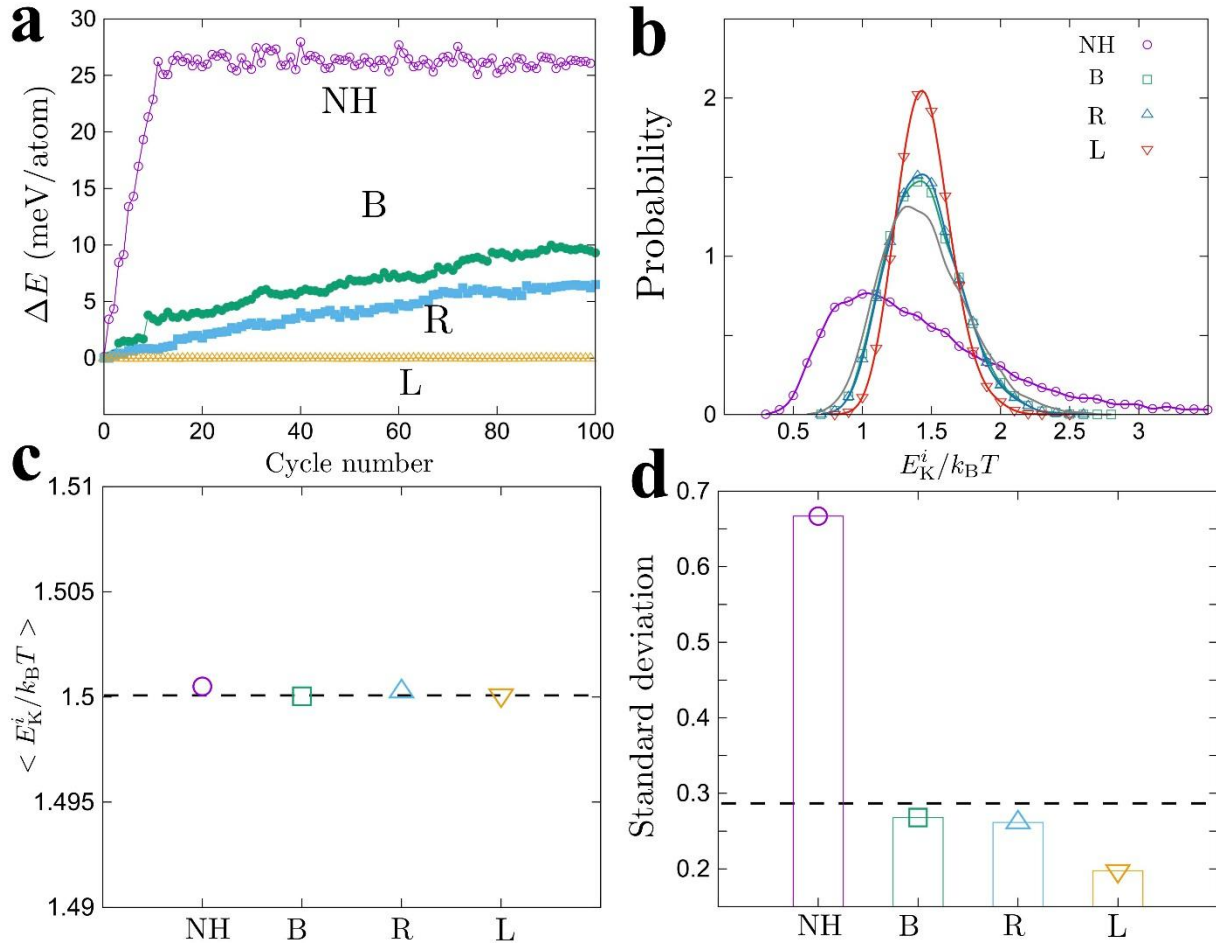 a
30
25
20
15
10
5
0
ΔE (meV/atom)
NH
B
R
L
0 20 40 60 80 100
Cycle number
b
2
1
0
Probability
NH
B
R
L
0.5 1 1.5 2 2.5 3
E_K^i/k_BT
c
1.51
1.505
1.5
1.495
1.49
< E_K^i/k_BT >
NH B R L
d
0.7
0.6
0.5
0.4
0.3
0.2
Standard deviation
NH B R L